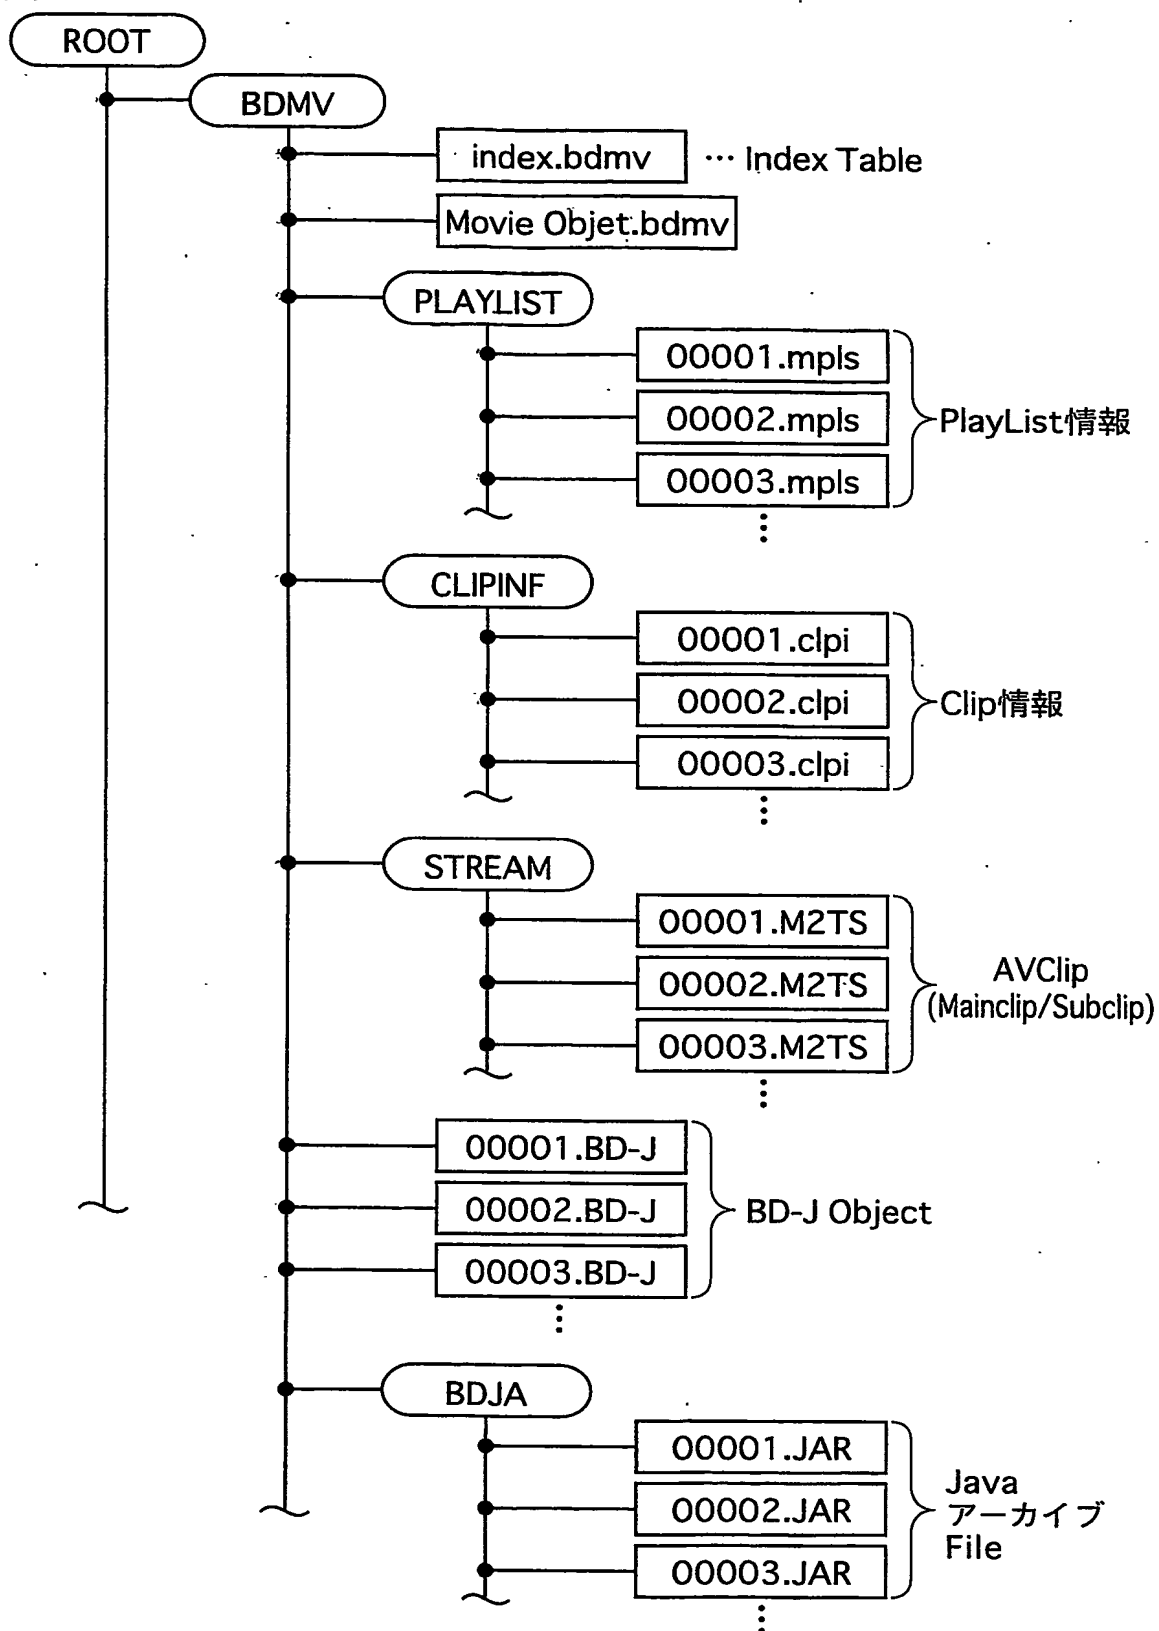 ROOT
BDMV
index.bdmv … Index Table
Movie Objet.bdmv
PLAYLIST
00001.mpls
00002.mpls
PlayList情報
00003.mpls
CLIPINF
00001.clpi
00002.clpi
Clip情報
00003.clpi
STREAM
00001.M2TS
00002.M2TS
AVClip
(Mainclip/Subclip)
00003.M2TS
00001.BD-J
00002.BD-J
BD-J Object
00003.BD-J
BDJA
00001.JAR
00002.JAR
Java
アーカイブ
File
00003.JAR